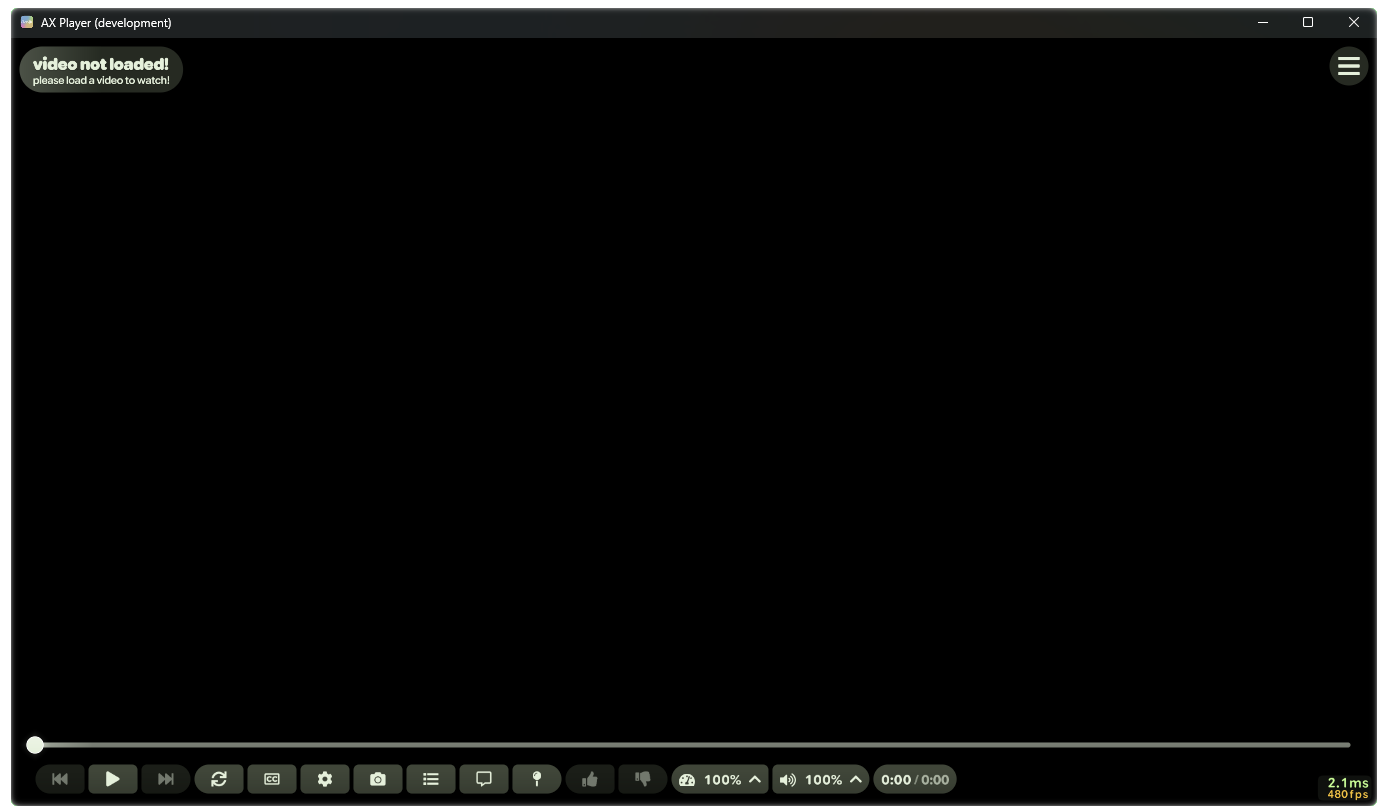 AX Player (development)
video not loaded!
please load a video to watch!
CC
100%
100%
0:00 / 0:00
2.1ms
480fps